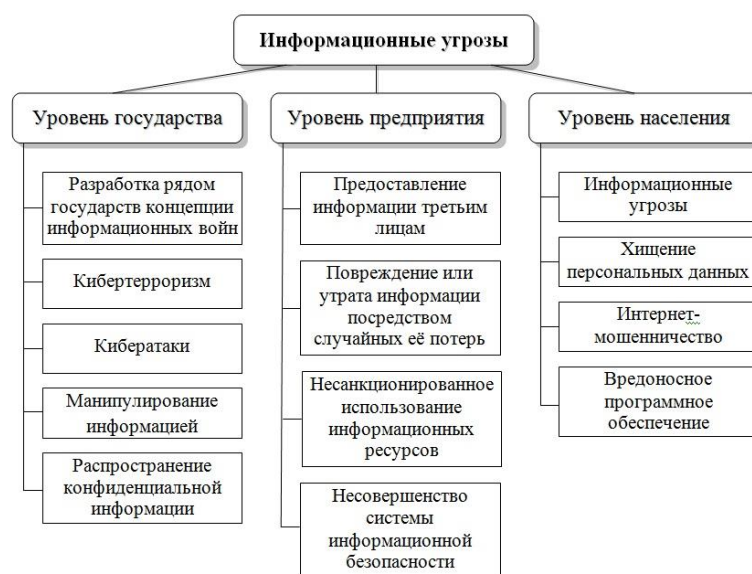 Информационные угрозы
Уровень государства
Разработка рядом
государств концепции
информационных войн
Кибертерроризм
Кибератаки
Манипулирование
информацией
Распространение
конфиденциальной
информации
Уровень предприятия
Предоставление
информации третьим
лицам
Повреждение или
утрата информации
посредством
случайных её потерь
Несанкционированное
использование
информационных
ресурсов
Несовершенство
системы
информационной
безопасности
Уровень населения
Информационные
угрозы
Хищение
персональных данных
Интернет-
мошенничество
Вредоносное
программное
обеспечение